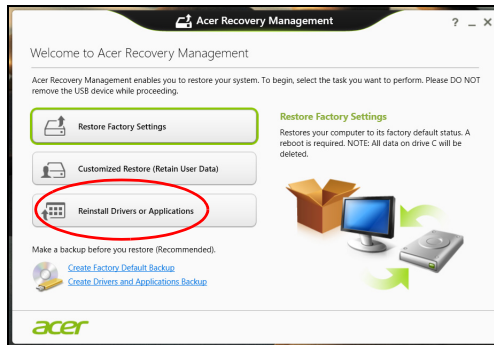 Acer Recovery Management
? _ X
Welcome to Acer Recovery Management
Acer Recovery Management enables you to restore your system. To begin, select the task you want to perform. Please DO NOT
remove the USB device while proceeding.
Restore Factory Settings
Customized Restore (Retain User Data)
Reinstall Drivers or Applications
Restore Factory Settings
Restores your computer to its factory default status. A
reboot is required. NOTE: All data on drive C will be
deleted.
Make a backup before you restore (Recommended).
Create Factory Default Backup
Create Drivers and Applications Backup
acer